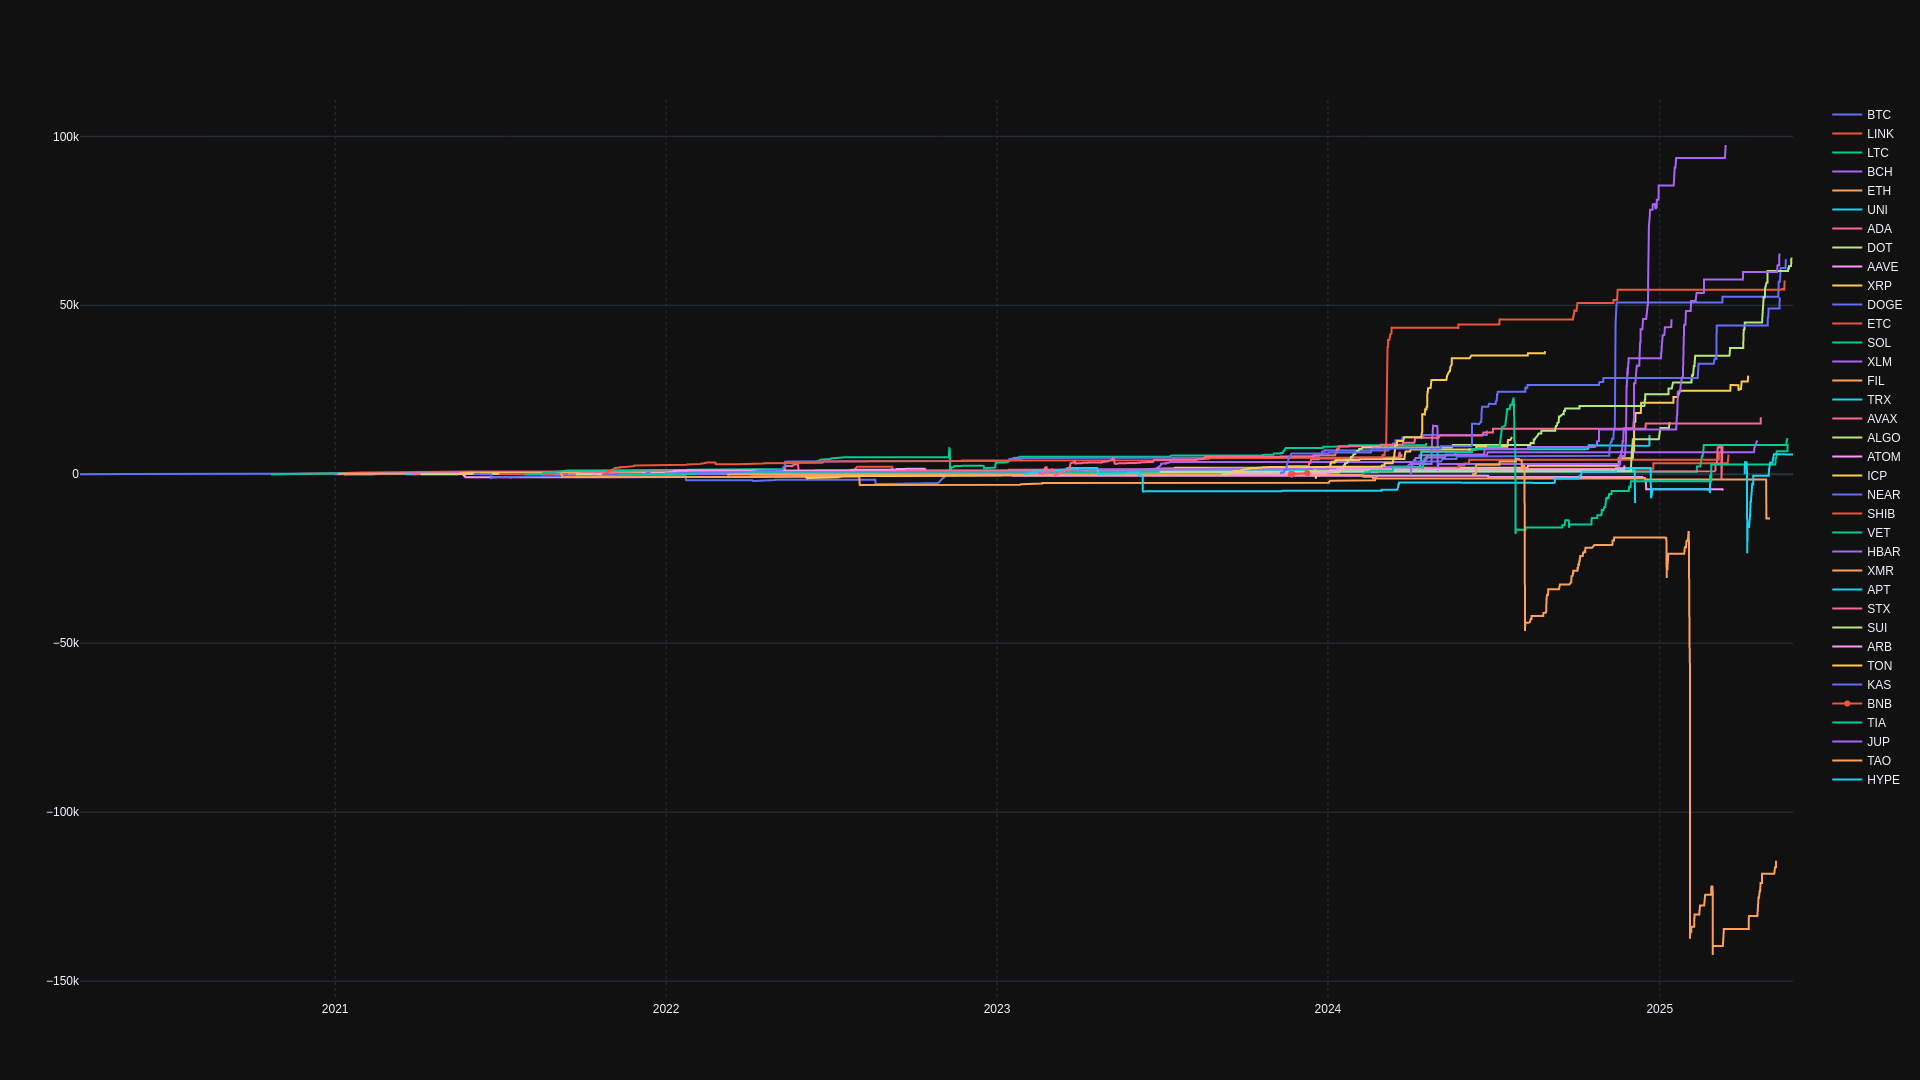 100k
50k
0
−50k
−100k
−150k
2021
2022
2023
2024
2025
BTC
LINK
LTC
BCH
ETH
UNI
ADA
DOT
AAVE
XRP
DOGE
ETC
SOL
XLM
FIL
TRX
AVAX
ALGO
ATOM
ICP
NEAR
SHIB
VET
HBAR
XMR
APT
STX
SUI
ARB
TON
KAS
BNB
TIA
JUP
TAO
HYPE